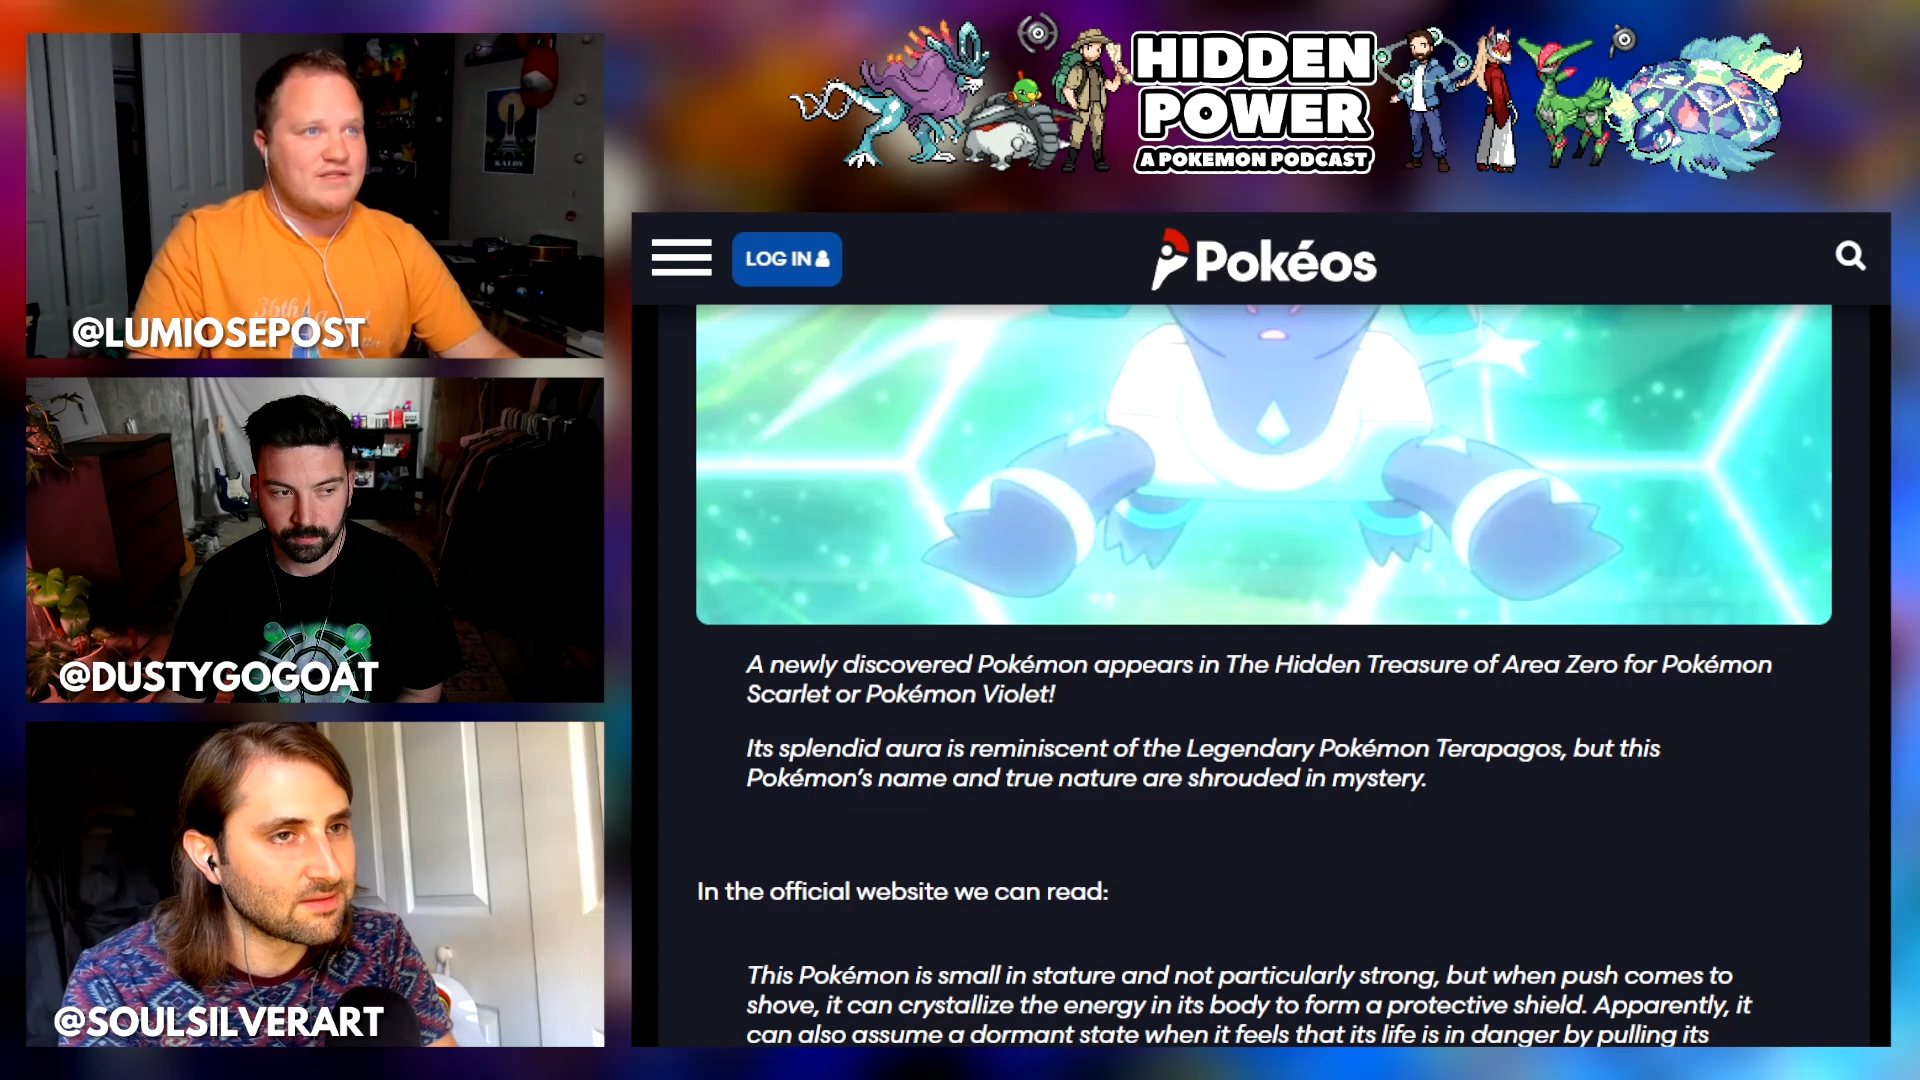 HIDDEN
POWER
A POKEMON PODCAST
KALOS
36th
@LUMIOSEPOST
@DUSTYGOGOAT
@SOULSILVERART
LOG IN
Pokéos
A newly discovered Pokémon appears in The Hidden Treasure of Area Zero for Pokémon
Scarlet or Pokémon Violet!
Its splendid aura is reminiscent of the Legendary Pokémon Terapagos, but this
Pokémon's name and true nature are shrouded in mystery.
In the official website we can read:
This Pokémon is small in stature and not particularly strong, but when push comes to
shove, it can crystallize the energy in its body to form a protective shield. Apparently, it
can also assume a dormant state when it feels that its life is in danger by pulling its